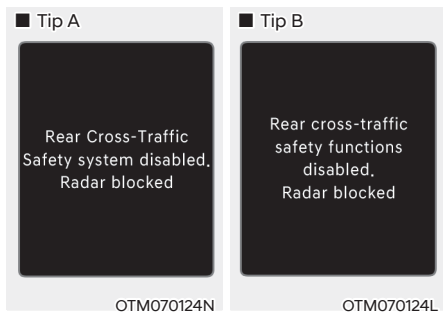 ■ Tip A
Rear Cross-Traffic
Safety system disabled.
Radar blocked
OTM070124N
■ Tip B
Rear cross-traffic
safety functions
disabled.
Radar blocked
OTM070124L